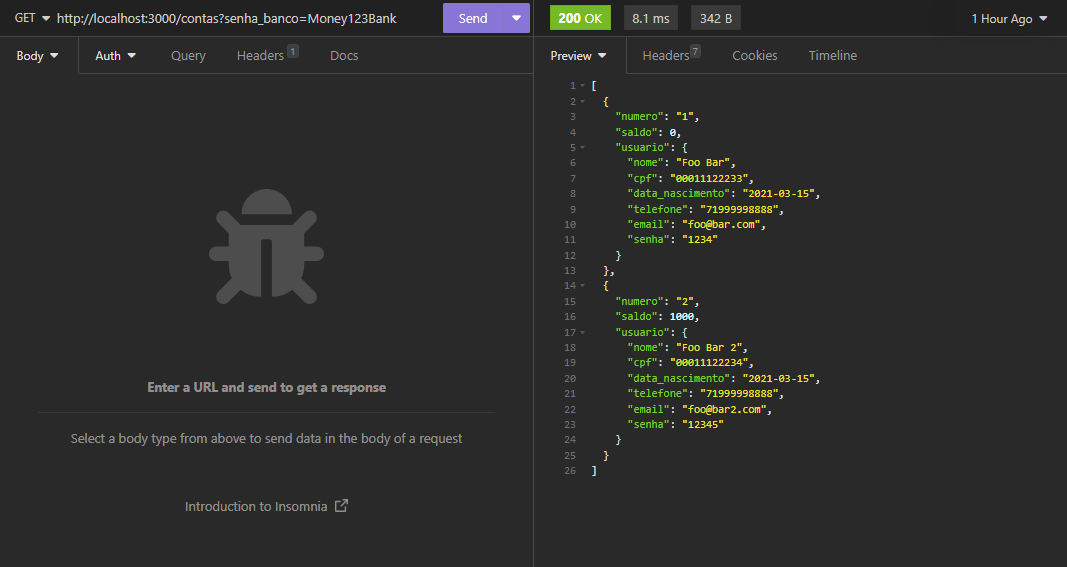 GET http://localhost:3000/contas?senha_banco=Money123Bank Send
Body Auth Query Headers 1 Docs
Enter a URL and send to get a response
Select a body type from above to send data in the body of a request
Introduction to Insomnia
200 OK 8.1 ms 342 B 1 Hour Ago
Preview Headers 7 Cookies Timeline
1 [
2 {
3 "numero": "1",
4 "saldo": 0,
5 "usuario": {
6 "nome": "Foo Bar",
7 "cpf": "00011122233",
8 "data_nascimento": "2021-03-15",
9 "telefone": "71999998888",
10 "email": "foo@bar.com",
11 "senha": "1234"
12 }
13 },
14 {
15 "numero": "2",
16 "saldo": 1000,
17 "usuario": {
18 "nome": "Foo Bar 2",
19 "cpf": "00011122234",
20 "data_nascimento": "2021-03-15",
21 "telefone": "71999998888",
22 "email": "foo@bar2.com",
23 "senha": "12345"
24 }
25 }
26 ]